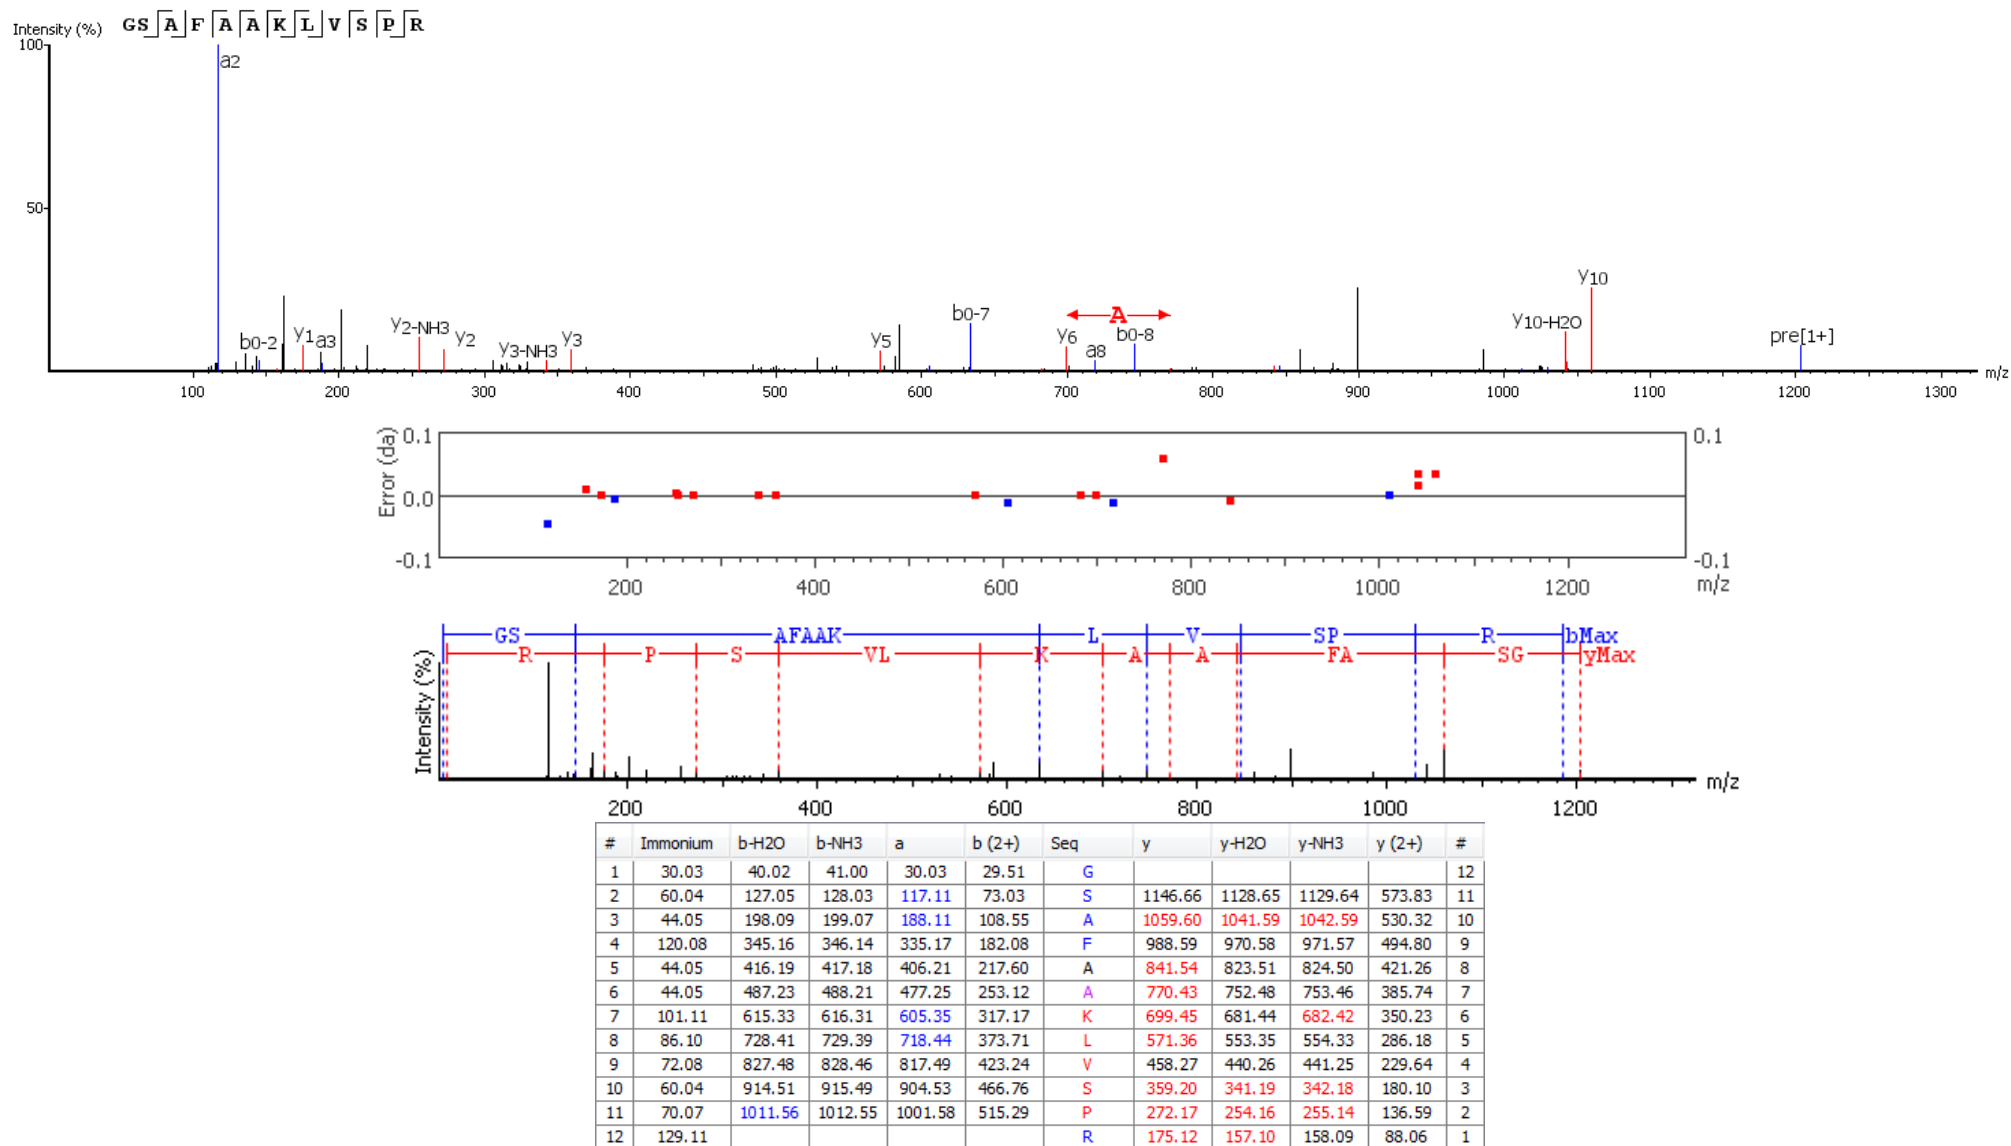 Intensity (%) GS A F A A K L V S P R
100
a2
50
b0-2 y1 a3 y2-NH3 y2 y3-NH3 y3 y5 b0-7 y6 A a8 b0-8 y10-H2O y10 pre[1+]
100 200 300 400 500 600 700 800 900 1000 1100 1200 1300 m/z
Error (da) 0.1 0.0 -0.1 0.1 -0.1
200 400 600 800 1000 1200 m/z
GS AFAAK L V SP R bMax
R P S VL K A A FA SG yMax
Intensity (%)
200 400 600 800 1000 1200 m/z
# Immonium b-H2O b-NH3 a b (2+) Seq y y-H2O y-NH3 y (2+) #
1 30.03 40.02 41.00 30.03 29.51 G 12
2 60.04 127.05 128.03 117.11 73.03 S 1146.66 1128.65 1129.64 573.83 11
3 44.05 198.09 199.07 188.11 108.55 A 1059.60 1041.59 1042.59 530.32 10
4 120.08 345.16 346.14 335.17 182.08 F 988.59 970.58 971.57 494.80 9
5 44.05 416.19 417.18 406.21 217.60 A 841.54 823.51 824.50 421.26 8
6 44.05 487.23 488.21 477.25 253.12 A 770.43 752.48 753.46 385.74 7
7 101.11 615.33 616.31 605.35 317.17 K 699.45 681.44 682.42 350.23 6
8 86.10 728.41 729.39 718.44 373.71 L 571.36 553.35 554.33 286.18 5
9 72.08 827.48 828.46 817.49 423.24 V 458.27 440.26 441.25 229.64 4
10 60.04 914.51 915.49 904.53 466.76 S 359.20 341.19 342.18 180.10 3
11 70.07 1011.56 1012.55 1001.58 515.29 P 272.17 254.16 255.14 136.59 2
12 129.11 R 175.12 157.10 158.09 88.06 1